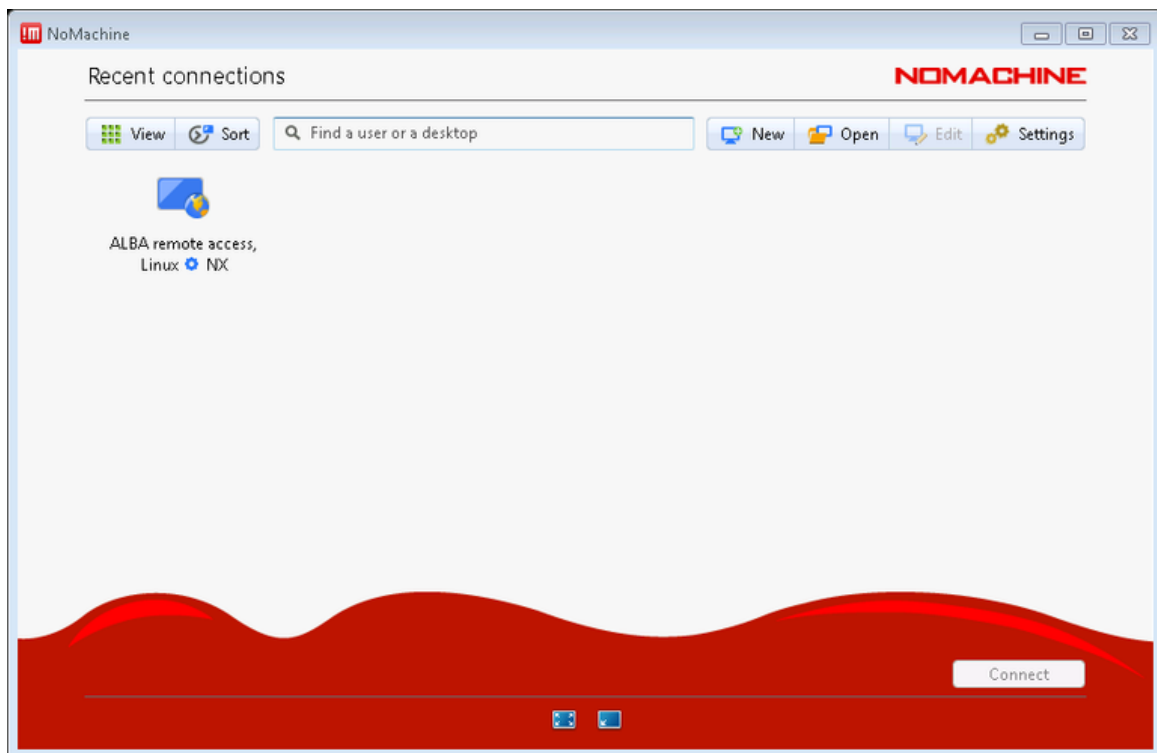 NoMachine
Recent connections
NOMACHINE
View
Sort
Find a user or a desktop
New
Open
Edit
Settings
ALBA remote access,
Linux NX
Connect